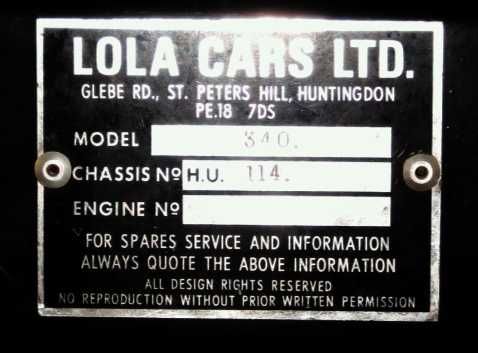 LOLA CARS LTD.
GLEBE RD., ST. PETERS HILL, HUNTINGDON
PE.18 7DS
MODEL 340.
CHASSIS Nº H.U. 114.
ENGINE Nº
FOR SPARES SERVICE AND INFORMATION
ALWAYS QUOTE THE ABOVE INFORMATION
ALL DESIGN RIGHTS RESERVED
NO REPRODUCTION WITHOUT PRIOR WRITTEN PERMISSION